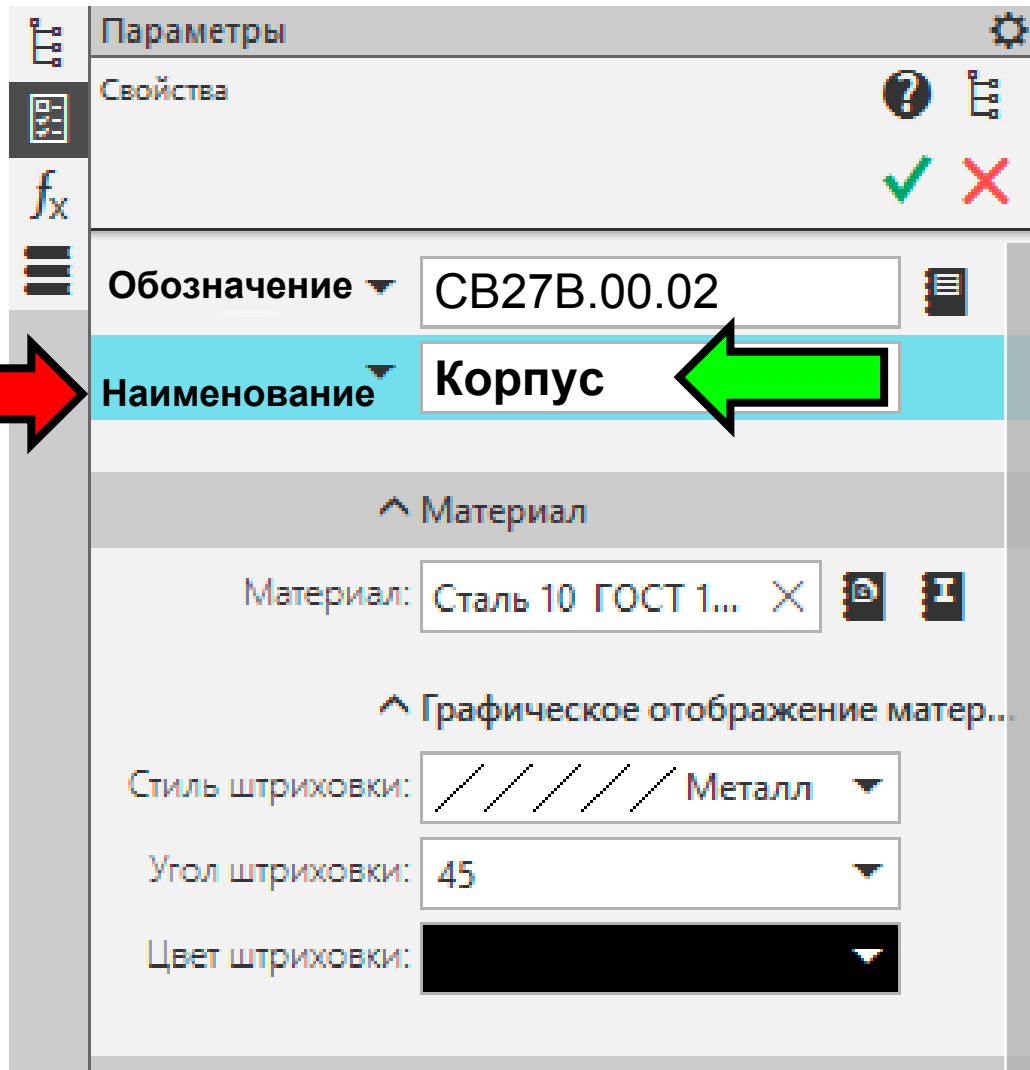 Параметры
Свойства
fx
Обозначение СВ27В.00.02
Наименование Корпус
Материал
Материал: Сталь 10 ГОСТ 1...
Графическое отображение матер...
Стиль штриховки: Металл
Угол штриховки: 45
Цвет штриховки: